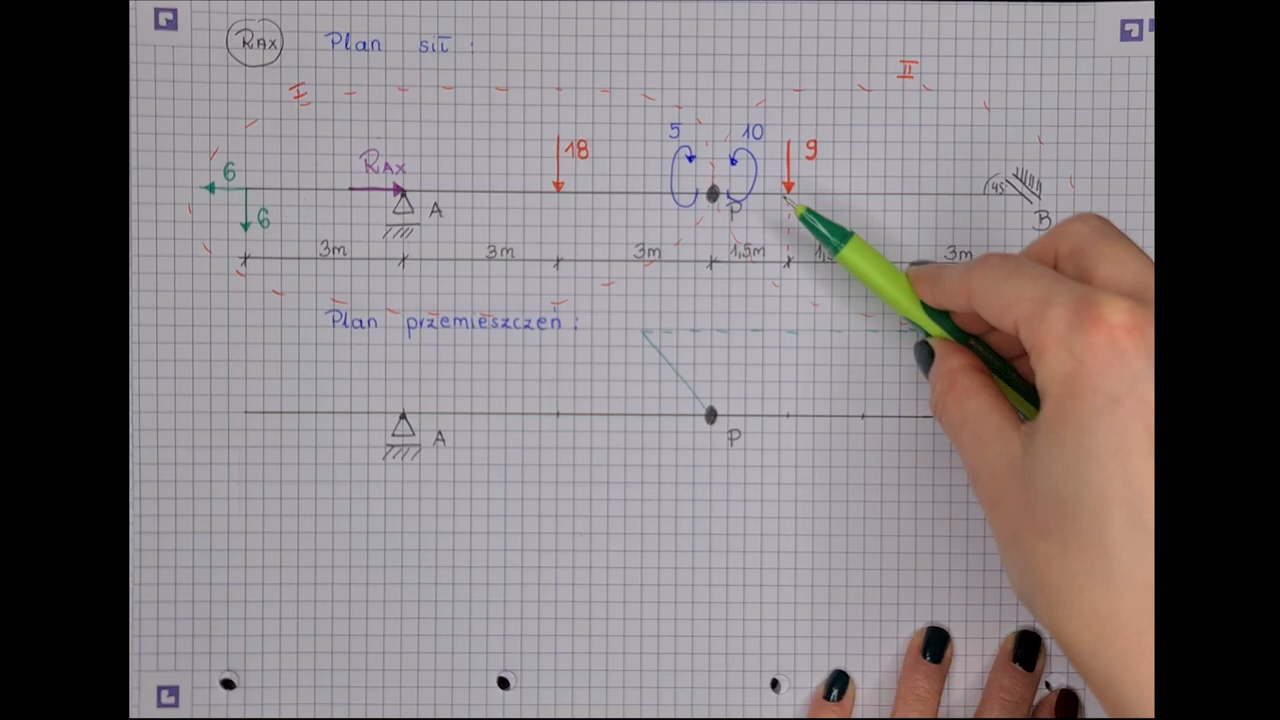 RAX Plan sił :
I II
5 10
18 9
6 RAX
45°
A P B
6
3m 3m 3m 1,5m 3m
Plan przemieszczeń :
A P